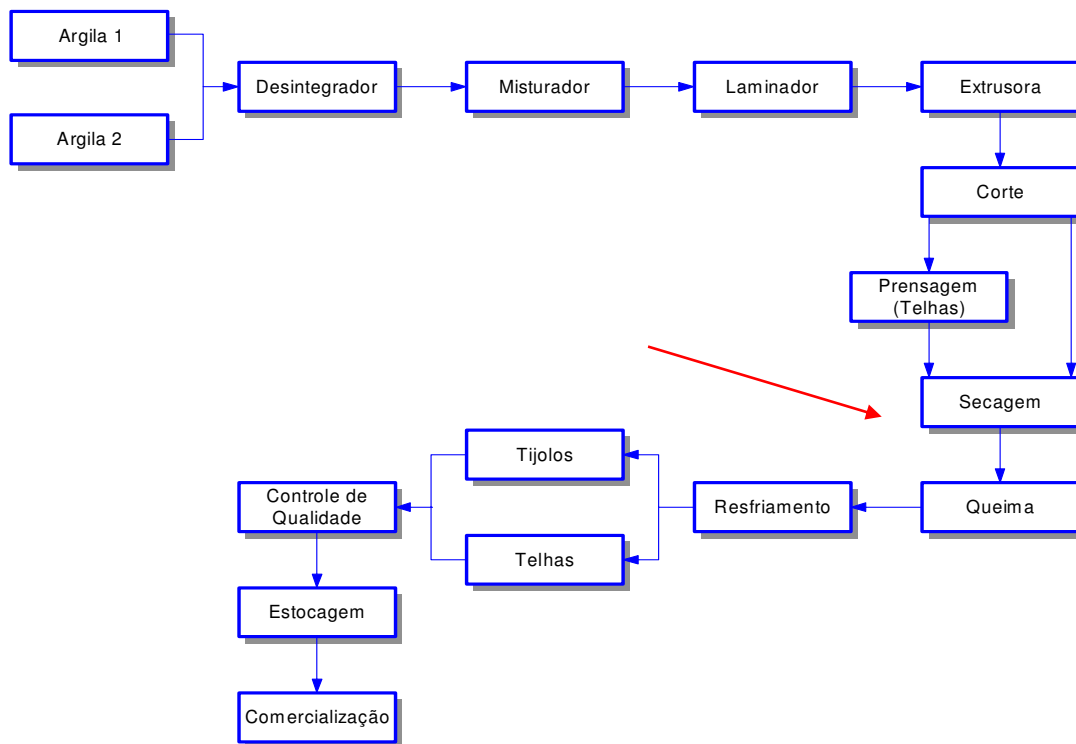 Argila 1
Argila 2
Desintegrador
Misturador
Laminador
Extrusora
Corte
Prensagem
(Telhas)
Secagem
Queima
Resfriamento
Tijolos
Telhas
Controle de
Qualidade
Estocagem
Comercialização